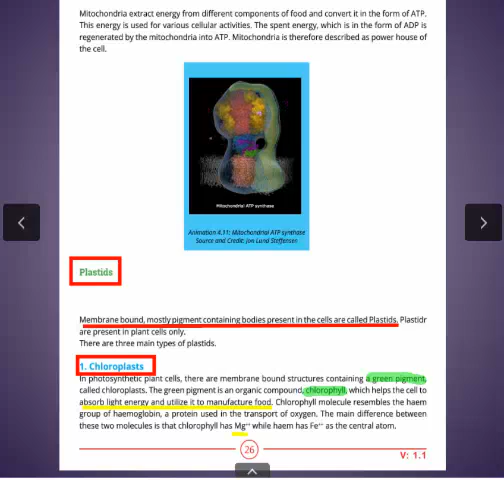 Mitochondria extract energy from different components of food and convert it in the form of ATP.
This energy is used for various cellular activities. The spent energy, which is in the form of ADP is
regenerated by the mitochondria into ATP. Mitochondria is therefore described as power house of
the cell.
Mitochondrial ATP synthase
Animation 4.11: Mitochondrial ATP synthase
Source and Credit: Jon Lund Steffensen
Plastids
Membrane bound, mostly pigment containing bodies present in the cells are called Plastids. Plastidr
are present in plant cells only.
There are three main types of plastids.
1. Chloroplasts
In photosynthetic plant cells, there are membrane bound structures containing a green pigment,
called chloroplasts. The green pigment is an organic compound, chlorophyll, which helps the cell to
absorb light energy and utilize it to manufacture food. Chlorophyll molecule resembles the haem
group of haemoglobin, a protein used in the transport of oxygen. The main difference between
these two molecules is that chlorophyll has Mg⁺⁺ while haem has Fe⁺⁺ as the central atom.
26
V: 1.1